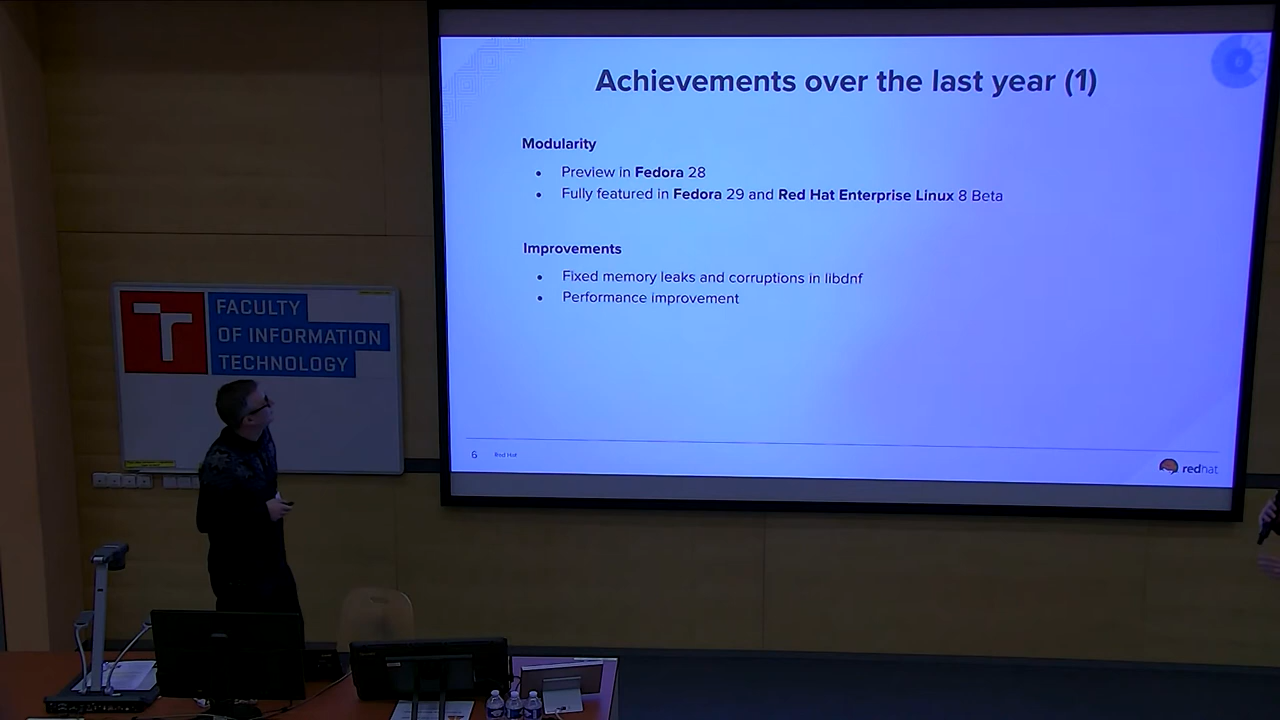 Achievements over the last year (1)
Modularity
• Preview in Fedora 28
• Fully featured in Fedora 29 and Red Hat Enterprise Linux 8 Beta
Improvements
• Fixed memory leaks and corruptions in libdnf
• Performance improvement
6 Red Hat
redhat
FACULTY
OF INFORMATION
TECHNOLOGY